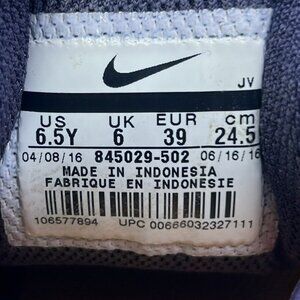 JV
US UK EUR cm
6.5Y 6 39 24.5
04/08/16 845029-502 06/16/16
MADE IN INDONESIA
FABRIQUE EN INDONESIE
106577894 UPC 00666032327111